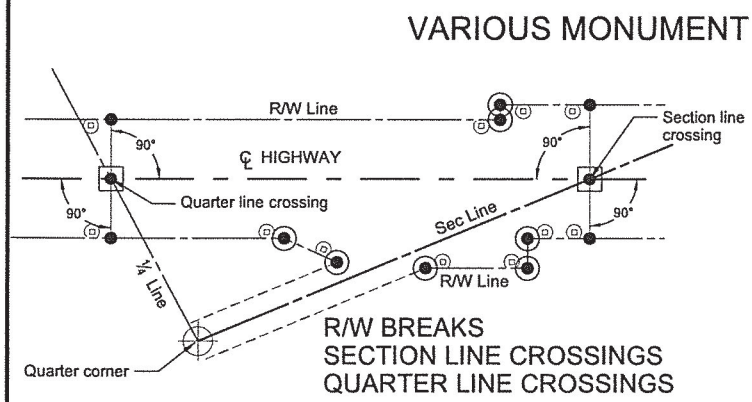 VARIOUS MONUMENT
R/W Line
Section line
crossing
90°
90°
℄ HIGHWAY
Quarter line crossing
90°
90°
Sec Line
¼ Line
R/W Line
R/W BREAKS
SECTION LINE CROSSINGS
QUARTER LINE CROSSINGS
Quarter corner